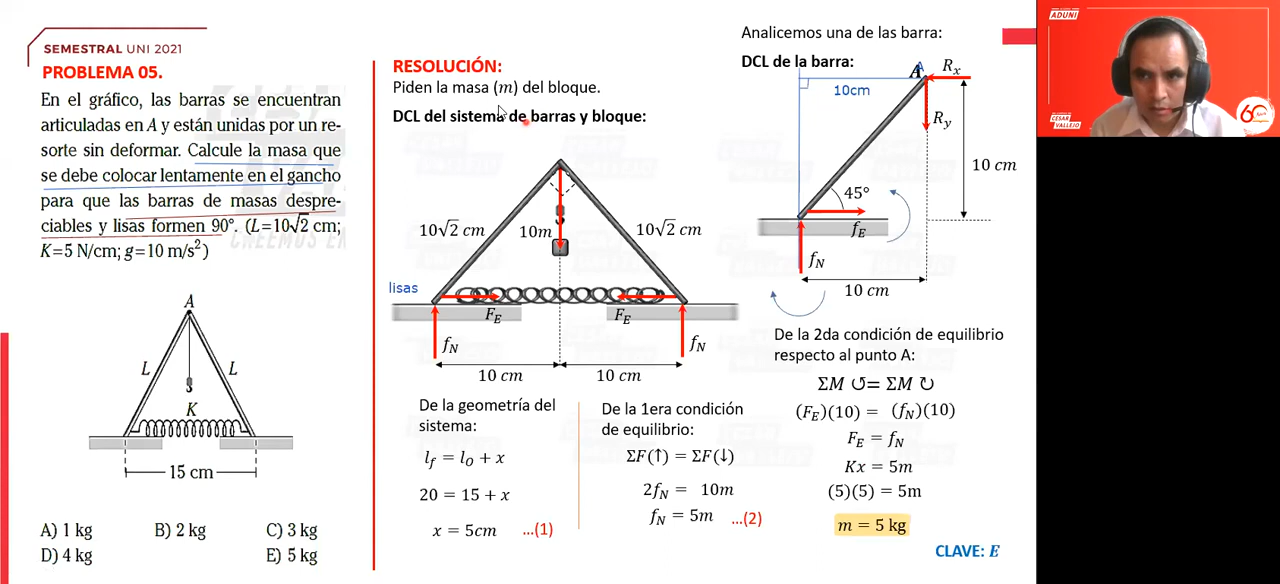 SEMESTRAL UNI 2021
PROBLEMA 05.
En el gráfico, las barras se encuentran
articuladas en A y están unidas por un re-
sorte sin deformar. Calcule la masa que
se debe colocar lentamente en el gancho
para que las barras de masas despre-
ciables y lisas formen 90°. (L=10√2 cm;
K=5 N/cm; g=10 m/s²)
A
L
L
K
15 cm
A) 1 kg
B) 2 kg
C) 3 kg
D) 4 kg
E) 5 kg
RESOLUCIÓN:
Piden la masa (m) del bloque.
DCL del sistema de barras y bloque:
10√2 cm
10m
10√2 cm
lisas
F_E
F_E
f_N
f_N
10 cm
10 cm
De la geometría del
sistema:
l_f = l_0 + x
20 = 15 + x
x = 5cm ...(1)
De la 1era condición
de equilibrio:
ΣF(↑) = ΣF(↓)
2f_N = 10m
f_N = 5m ...(2)
Analicemos una de las barra:
DCL de la barra:
A
R_x
10cm
R_y
10 cm
45°
f_E
f_N
10 cm
De la 2da condición de equilibrio
respecto al punto A:
ΣM ↺= ΣM ↻
(F_E)(10) = (f_N)(10)
F_E = f_N
Kx = 5m
(5)(5) = 5m
m = 5 kg
CLAVE: E
ADUNI
CÉSAR
VALLEJO
60